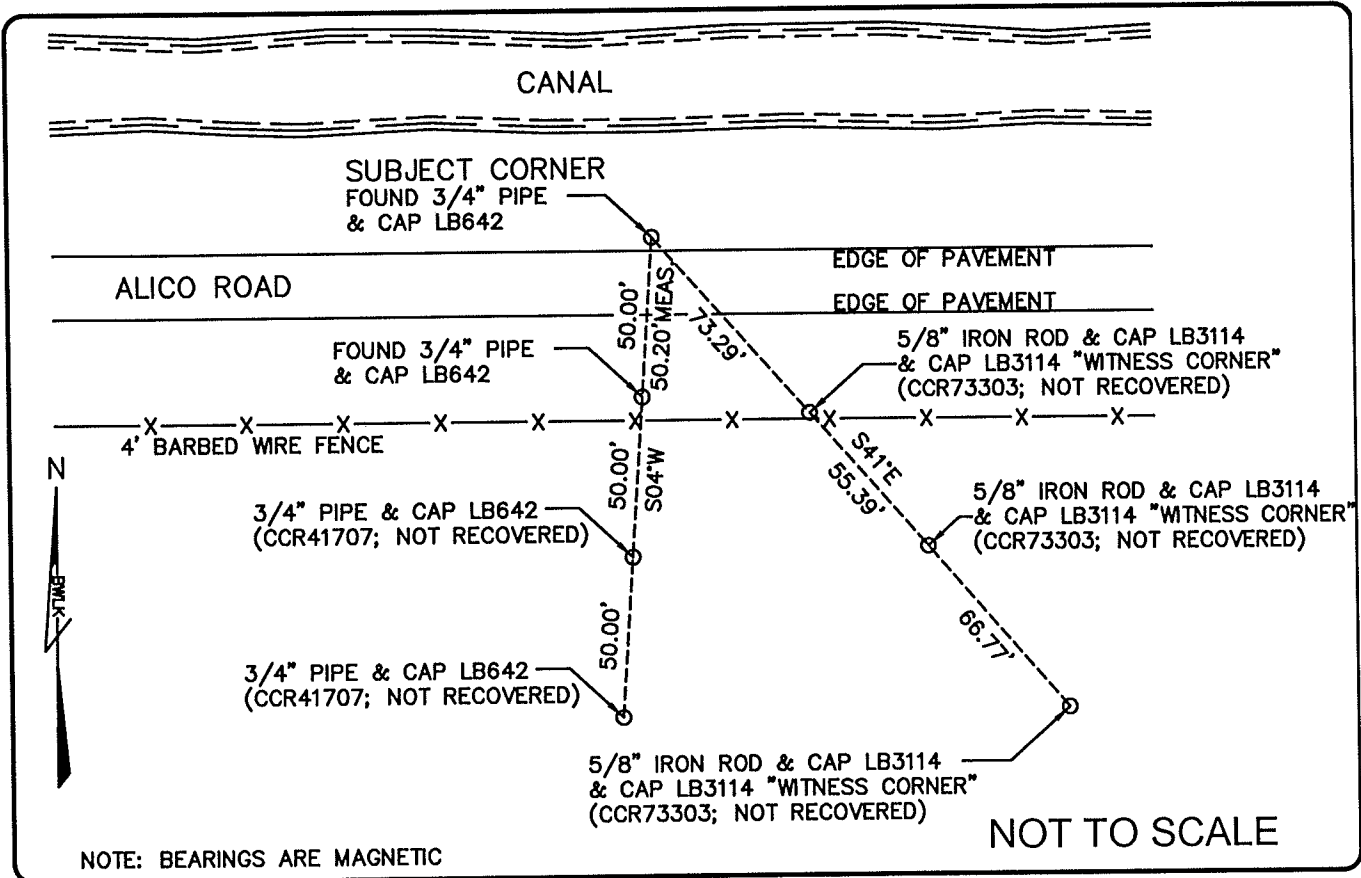 CANAL
SUBJECT CORNER
FOUND 3/4" PIPE
& CAP LB642
EDGE OF PAVEMENT
ALICO ROAD
EDGE OF PAVEMENT
50.00'
50.20'MEAS.
73.29'
FOUND 3/4" PIPE
& CAP LB642
5/8" IRON ROD & CAP LB3114
& CAP LB3114 "WITNESS CORNER"
(CCR73303; NOT RECOVERED)
X X X X X X X X X X X
4' BARBED WIRE FENCE
N
BWLK
50.00'
S04°W
S41°E
55.39'
3/4" PIPE & CAP LB642
(CCR41707; NOT RECOVERED)
5/8" IRON ROD & CAP LB3114
& CAP LB3114 "WITNESS CORNER"
(CCR73303; NOT RECOVERED)
50.00'
66.77'
3/4" PIPE & CAP LB642
(CCR41707; NOT RECOVERED)
5/8" IRON ROD & CAP LB3114
& CAP LB3114 "WITNESS CORNER"
(CCR73303; NOT RECOVERED)
NOT TO SCALE
NOTE: BEARINGS ARE MAGNETIC